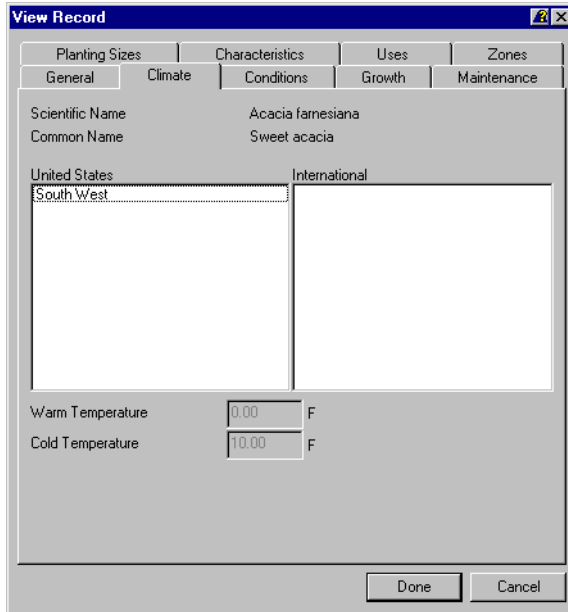 View Record
Planting Sizes Characteristics Uses Zones
General Climate Conditions Growth Maintenance
Scientific Name Acacia farnesiana
Common Name Sweet acacia
United States International
South West
Warm Temperature 0.00 F
Cold Temperature 10.00 F
Done Cancel